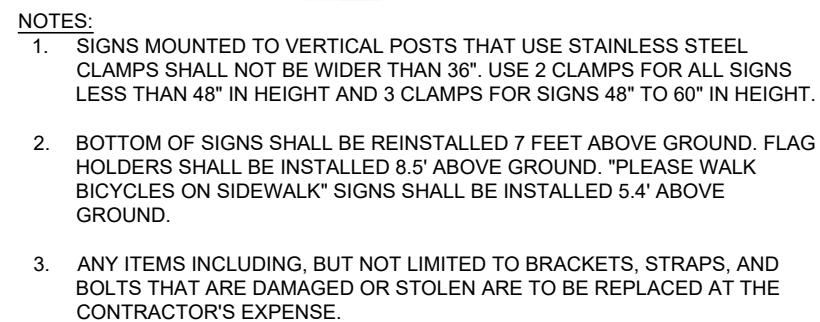 NOTES:
1. SIGNS MOUNTED TO VERTICAL POSTS THAT USE STAINLESS STEEL
CLAMPS SHALL NOT BE WIDER THAN 36". USE 2 CLAMPS FOR ALL SIGNS
LESS THAN 48" IN HEIGHT AND 3 CLAMPS FOR SIGNS 48" TO 60" IN HEIGHT.
2. BOTTOM OF SIGNS SHALL BE REINSTALLED 7 FEET ABOVE GROUND. FLAG
HOLDERS SHALL BE INSTALLED 8.5' ABOVE GROUND. "PLEASE WALK
BICYCLES ON SIDEWALK" SIGNS SHALL BE INSTALLED 5.4' ABOVE
GROUND.
3. ANY ITEMS INCLUDING, BUT NOT LIMITED TO BRACKETS, STRAPS, AND
BOLTS THAT ARE DAMAGED OR STOLEN ARE TO BE REPLACED AT THE
CONTRACTOR'S EXPENSE.